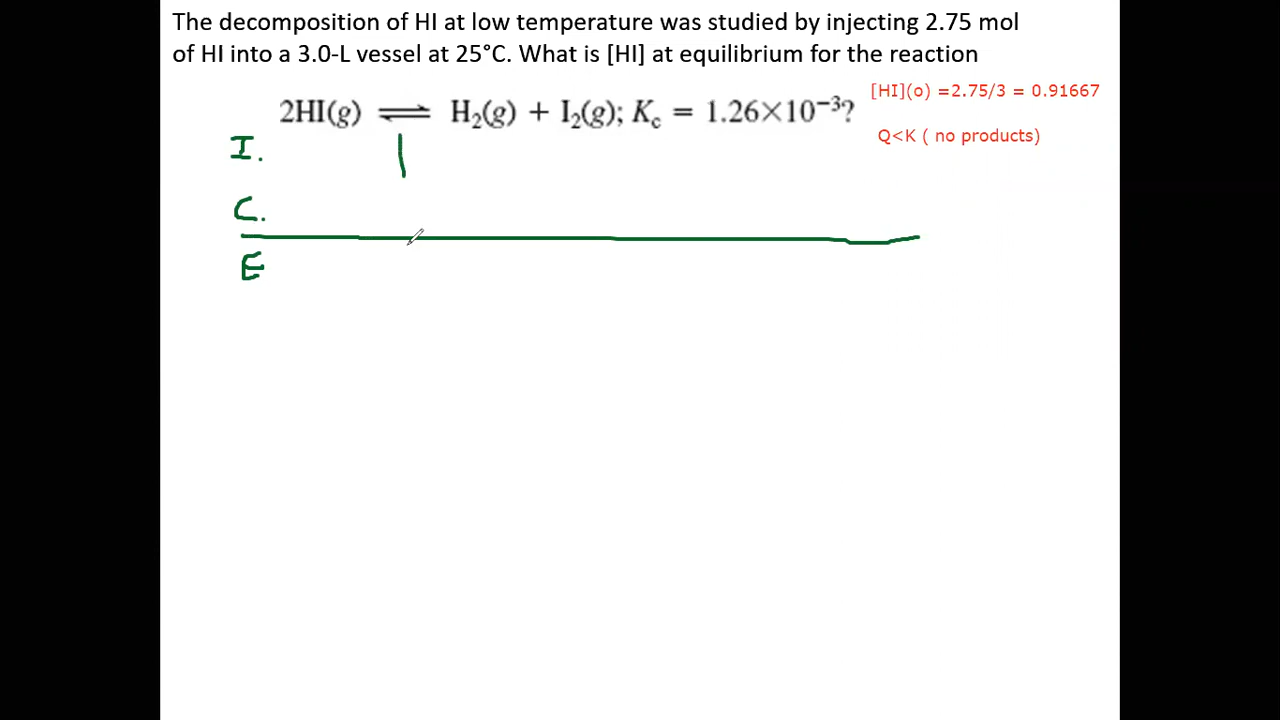 The decomposition of HI at low temperature was studied by injecting 2.75 mol
of HI into a 3.0-L vessel at 25°C. What is [HI] at equilibrium for the reaction
[HI](o) =2.75/3 = 0.91667
2HI(g) ⇌ H₂(g) + I₂(g); K꜀ = 1.26×10⁻³?
Q<K ( no products)
I.
C.
E